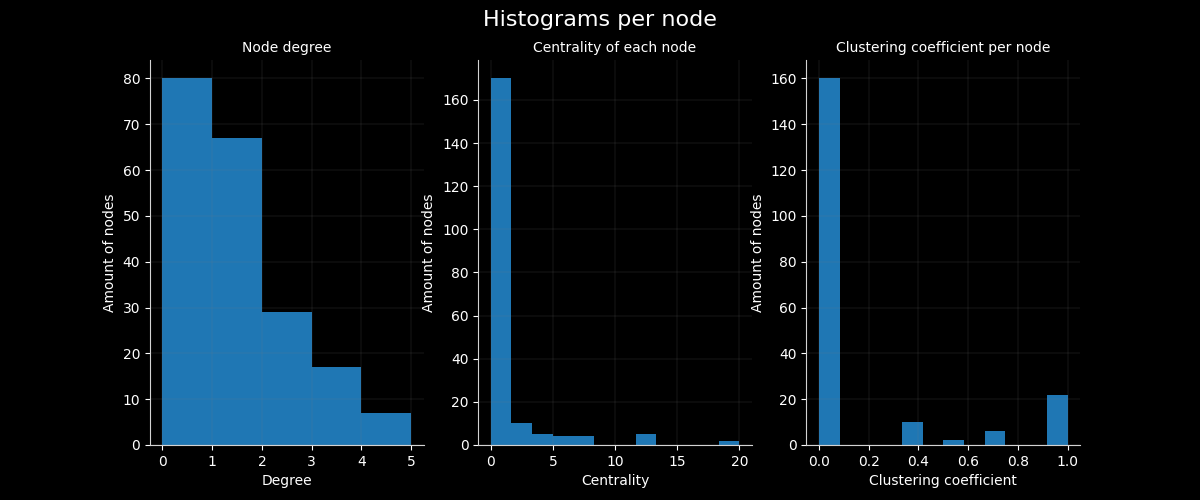 Histograms per node
Node degree
Amount of nodes
80
70
60
50
40
30
20
10
0
0 1 2 3 4 5
Degree
Centrality of each node
Amount of nodes
160
140
120
100
80
60
40
20
0
0 5 10 15 20
Centrality
Clustering coefficient per node
Amount of nodes
160
140
120
100
80
60
40
20
0
0.0 0.2 0.4 0.6 0.8 1.0
Clustering coefficient